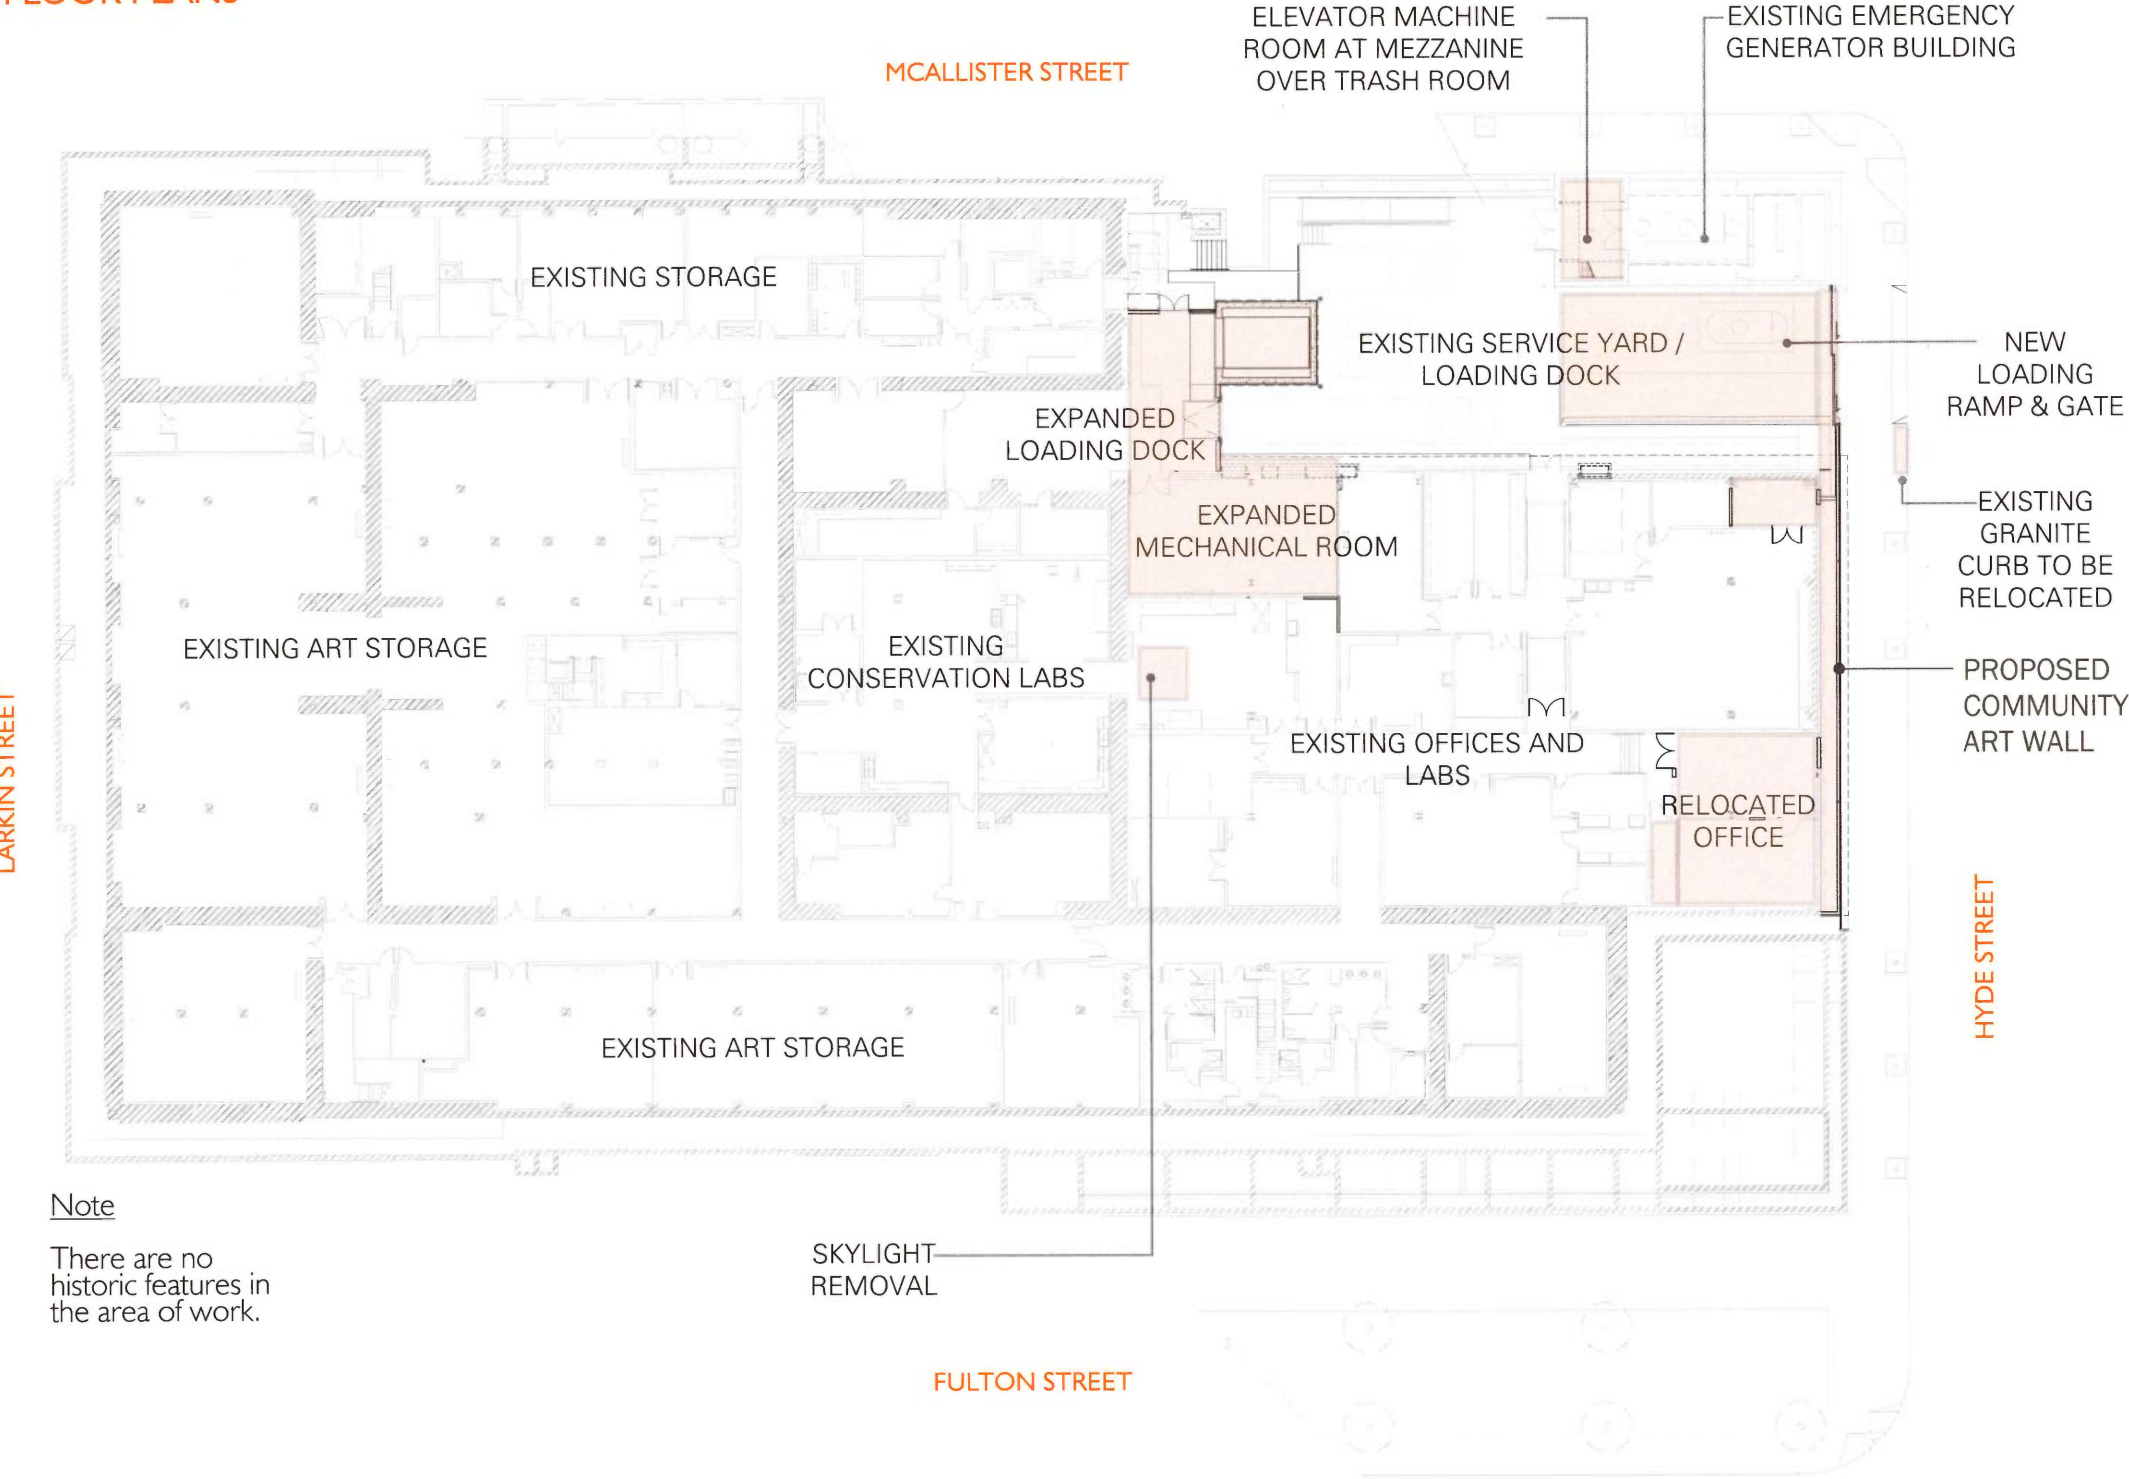 FLOOR PLANS
ELEVATOR MACHINE
ROOM AT MEZZANINE
OVER TRASH ROOM
EXISTING EMERGENCY
GENERATOR BUILDING
MCALLISTER STREET
EXISTING STORAGE
EXISTING SERVICE YARD /
LOADING DOCK
NEW
LOADING
RAMP & GATE
EXPANDED
LOADING DOCK
EXPANDED
MECHANICAL ROOM
EXISTING
GRANITE
CURB TO BE
RELOCATED
EXISTING ART STORAGE
EXISTING
CONSERVATION LABS
PROPOSED
COMMUNITY
ART WALL
EXISTING OFFICES AND
LABS
RELOCATED
OFFICE
LARKIN STREET
HYDE STREET
EXISTING ART STORAGE
Note
There are no
historic features in
the area of work.
SKYLIGHT
REMOVAL
FULTON STREET